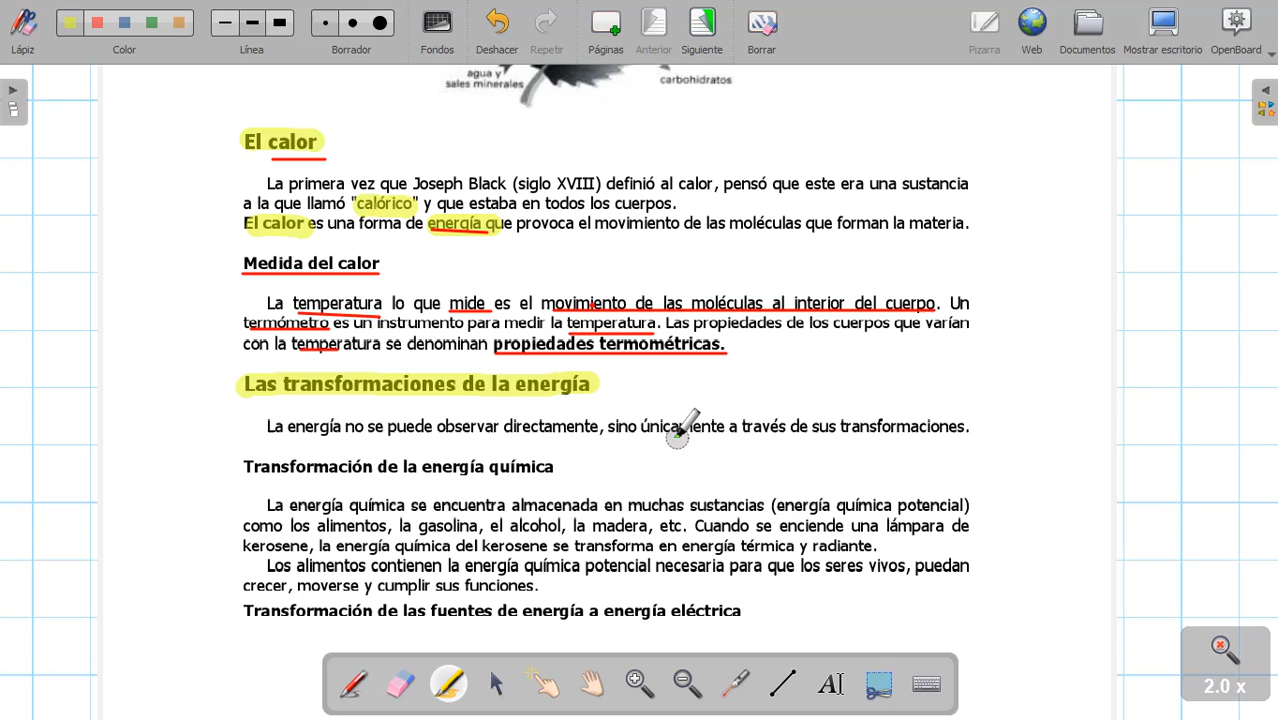 Lápiz
Color
Línea
Borrador
Fondos
Deshacer
Repetir
Páginas
Anterior
Siguiente
Borrar
Pizarra
Web
Documentos
Mostrar escritorio
OpenBoard
agua y
sales minerales
carbohidratos
El calor
La primera vez que Joseph Black (siglo XVIII) definió al calor, pensó que este era una sustancia
a la que llamó "calórico" y que estaba en todos los cuerpos.
El calor es una forma de energía que provoca el movimiento de las moléculas que forman la materia.
Medida del calor
La temperatura lo que mide es el movimiento de las moléculas al interior del cuerpo. Un
termómetro es un instrumento para medir la temperatura. Las propiedades de los cuerpos que varían
con la temperatura se denominan propiedades termométricas.
Las transformaciones de la energía
La energía no se puede observar directamente, sino únicamente a través de sus transformaciones.
Transformación de la energía química
La energía química se encuentra almacenada en muchas sustancias (energía química potencial)
como los alimentos, la gasolina, el alcohol, la madera, etc. Cuando se enciende una lámpara de
kerosene, la energía química del kerosene se transforma en energía térmica y radiante.
Los alimentos contienen la energía química potencial necesaria para que los seres vivos, puedan
crecer, moverse y cumplir sus funciones.
Transformación de las fuentes de energía a energía eléctrica
2.0 x